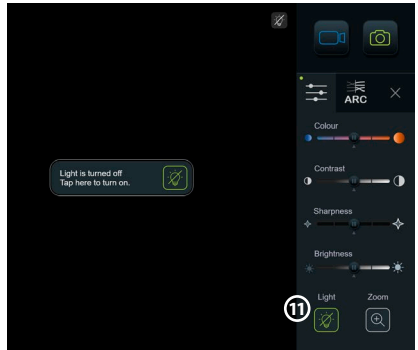 ARC
Colour
Contrast
Light is turned off
Tap here to turn on.
Sharpness
Brightness
11
Light
Zoom